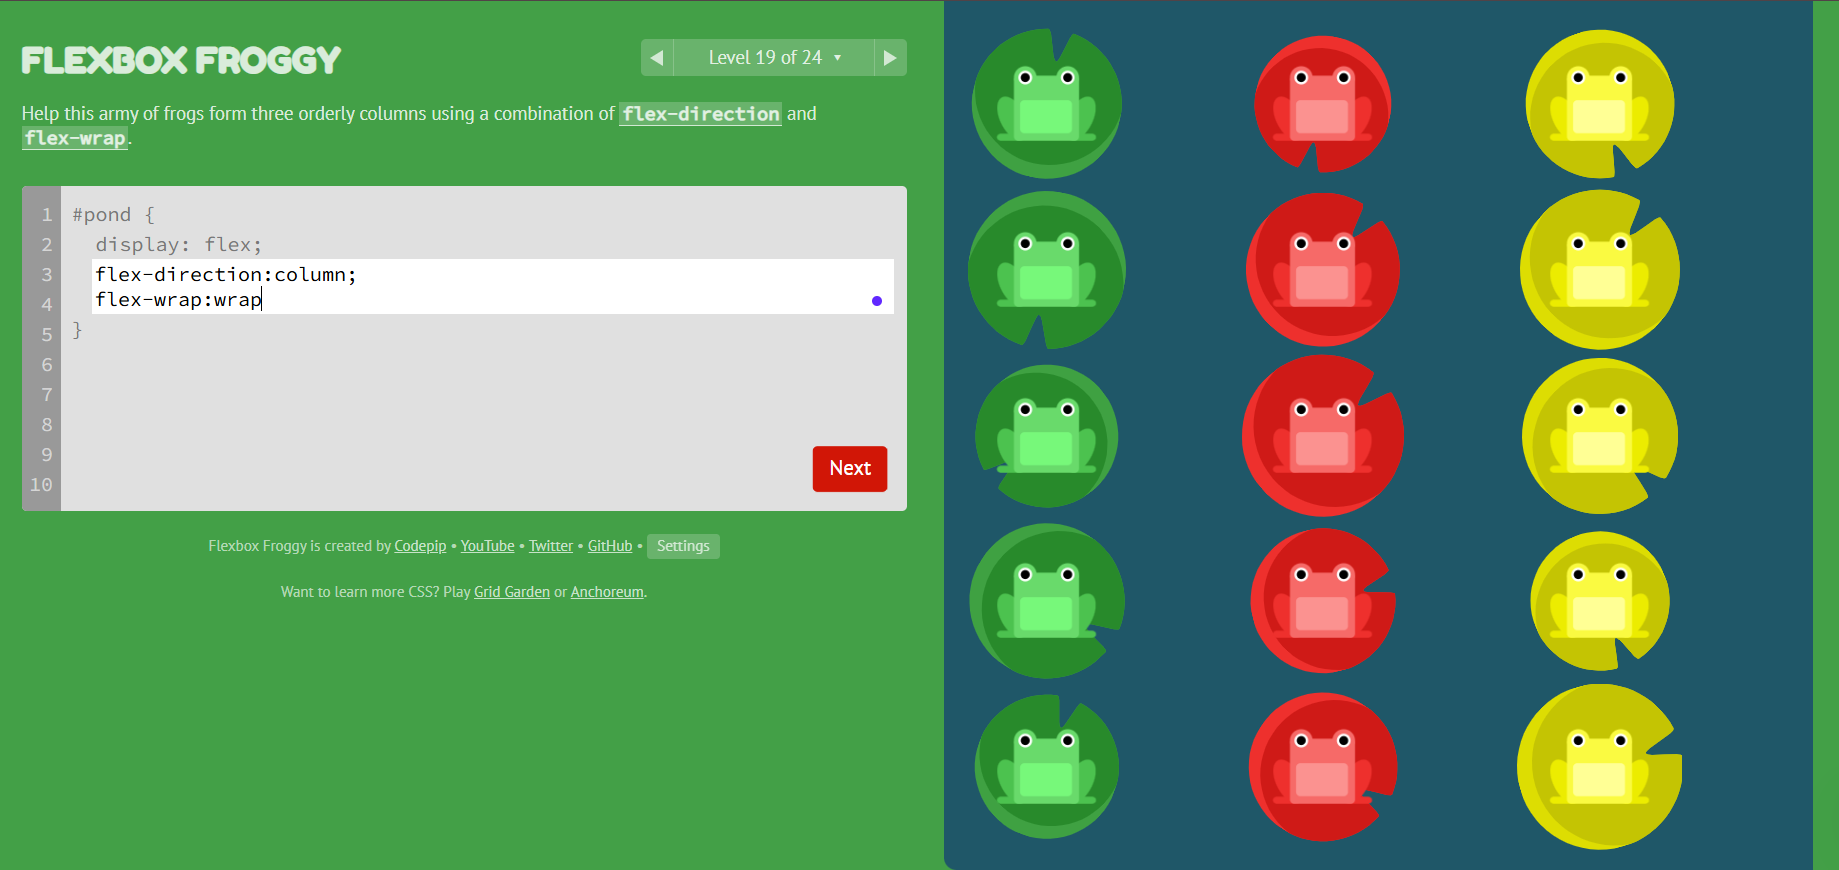 FLEXBOX FROGGY
◀ Level 19 of 24 ▾ ▶
Help this army of frogs form three orderly columns using a combination of flex-direction and
flex-wrap.
1 #pond {
2 display: flex;
3 flex-direction:column;
4 flex-wrap:wrap
5 }
6
7
8
9
10
Next
Flexbox Froggy is created by Codepip • YouTube • Twitter • GitHub • Settings
Want to learn more CSS? Play Grid Garden or Anchoreum.